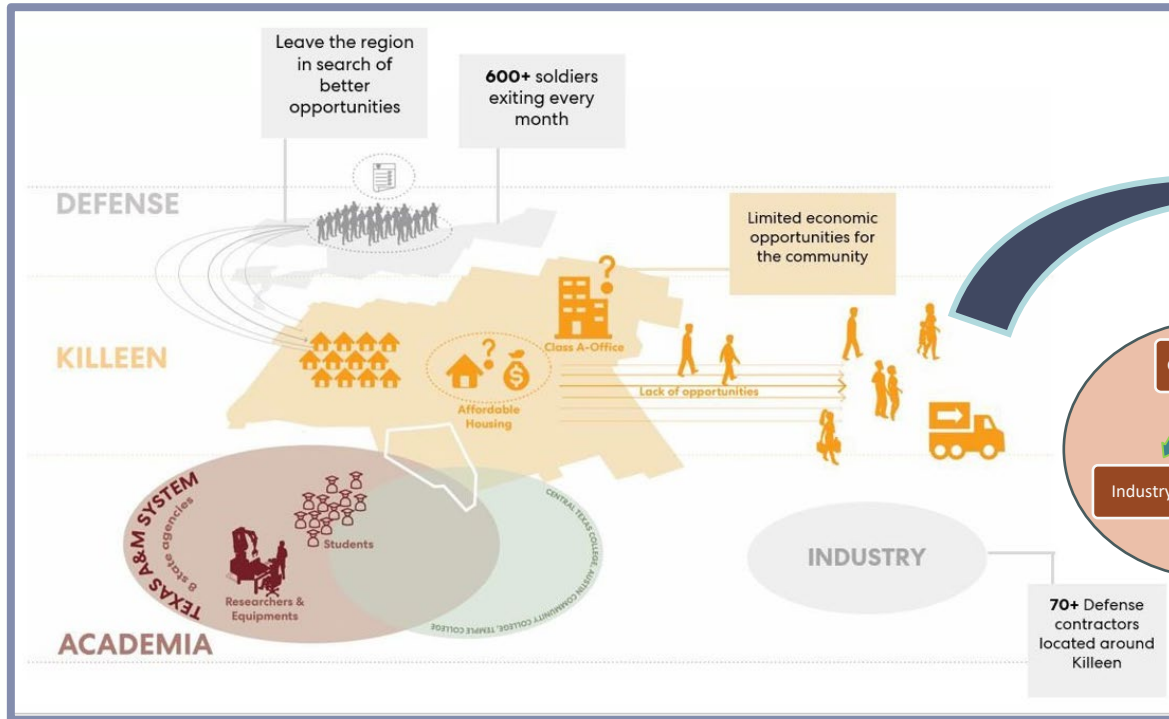 Leave the region
in search of
better
opportunities
600+ soldiers
exiting every
month
DEFENSE
Limited economic
opportunities for
the community
KILLEEN
?
Class A-Office
?
$
Affordable
Housing
Lack of opportunities
Industry
TEXAS A&M SYSTEM
8 state agencies
Students
Researchers &
Equipments
CENTRAL TEXAS COLLEGE, AUSTIN COMMUNITY COLLEGE, TEMPLE COLLEGE
INDUSTRY
ACADEMIA
70+ Defense
contractors
located around
Killeen